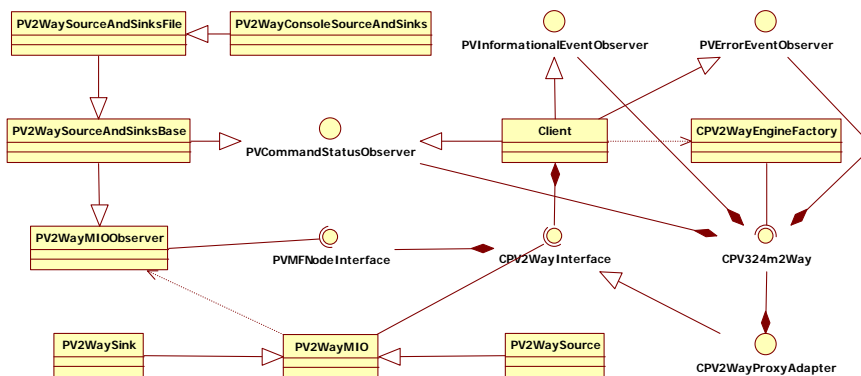 PV2WaySourceAndSinksFile
PV2WayConsoleSourceAndSinks
PVInformationalEventObserver
PVErrorEventObserver
PV2WaySourceAndSinksBase
PVCommandStatusObserver
Client
CPV2WayEngineFactory
PV2WayMIOObserver
PVMFNodeInterface
CPV2WayInterface
CPV324m2Way
PV2WaySink
PV2WayMIO
PV2WaySource
CPV2WayProxyAdapter